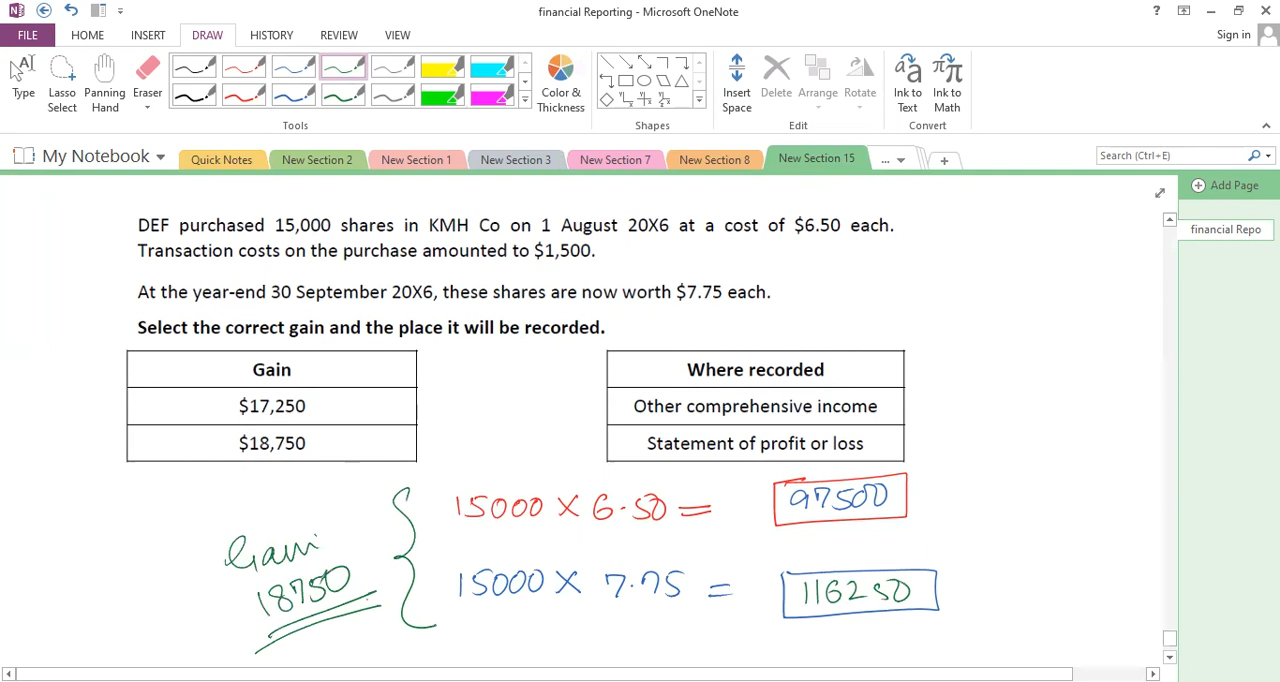 financial Reporting - Microsoft OneNote
?
Sign in
FILE
HOME
INSERT
DRAW
HISTORY
REVIEW
VIEW
Type
Lasso Select
Panning Hand
Eraser
Color & Thickness
Insert Space
Delete
Arrange
Rotate
Ink to Text
Ink to Math
Tools
Shapes
Edit
Convert
My Notebook
Quick Notes
New Section 2
New Section 1
New Section 3
New Section 7
New Section 8
New Section 15
...
Search (Ctrl+E)
Add Page
financial Repo
DEF purchased 15,000 shares in KMH Co on 1 August 20X6 at a cost of $6.50 each.
Transaction costs on the purchase amounted to $1,500.
At the year-end 30 September 20X6, these shares are now worth $7.75 each.
Select the correct gain and the place it will be recorded.
Gain
$17,250
$18,750
Where recorded
Other comprehensive income
Statement of profit or loss
15000 X 6.50 = 97500
15000 X 7.75 = 116250
Gain
18750